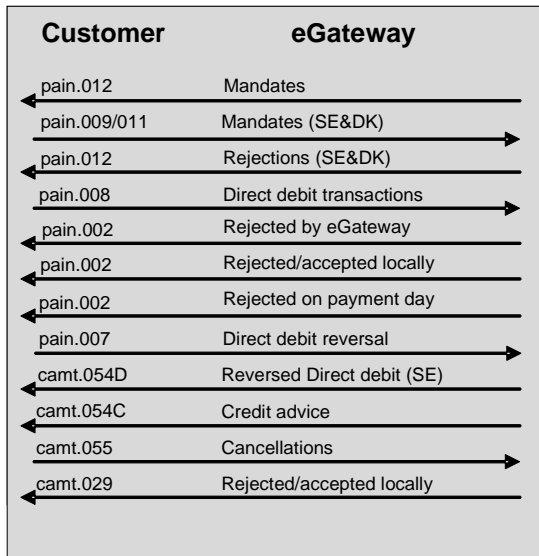 Customer eGateway
pain.012 Mandates
pain.009/011 Mandates (SE&DK)
pain.012 Rejections (SE&DK)
pain.008 Direct debit transactions
pain.002 Rejected by eGateway
pain.002 Rejected/accepted locally
pain.002 Rejected on payment day
pain.007 Direct debit reversal
camt.054D Reversed Direct debit (SE)
camt.054C Credit advice
camt.055 Cancellations
camt.029 Rejected/accepted locally